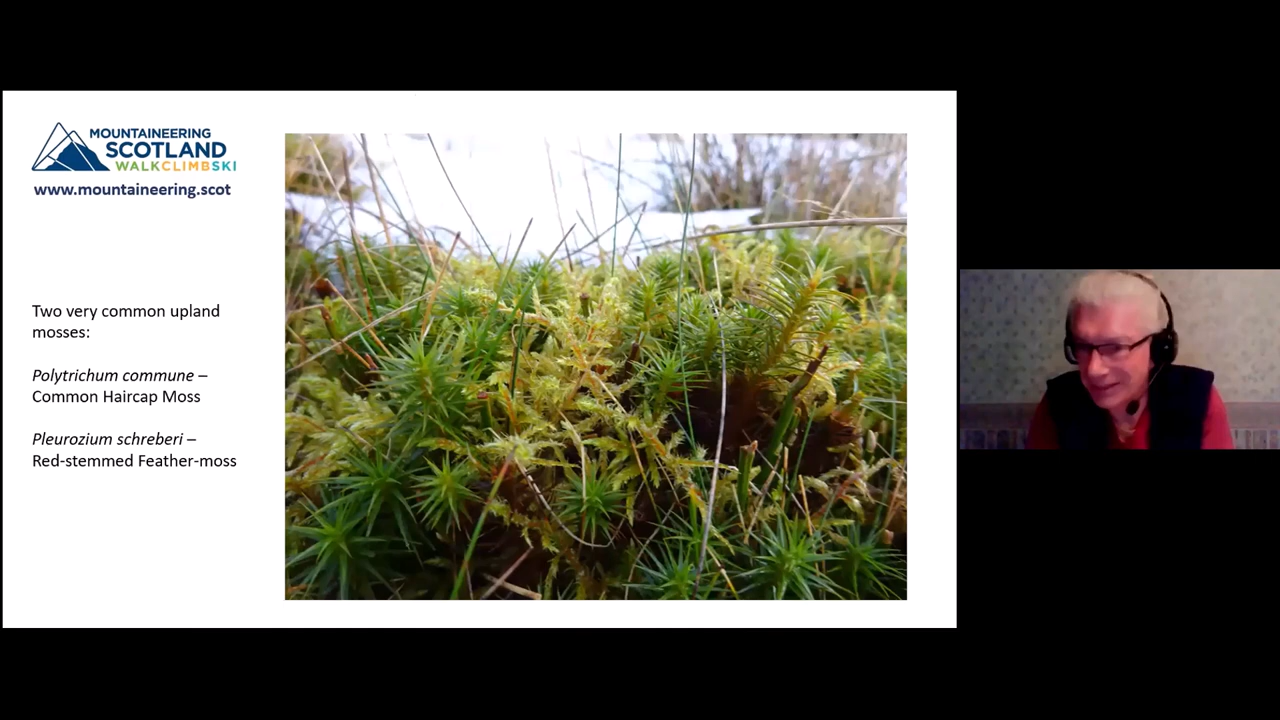 MOUNTAINEERING
SCOTLAND
WALKCLIMBSKI
www.mountaineering.scot
Two very common upland
mosses:
Polytrichum commune –
Common Haircap Moss
Pleurozium schreberi –
Red-stemmed Feather-moss